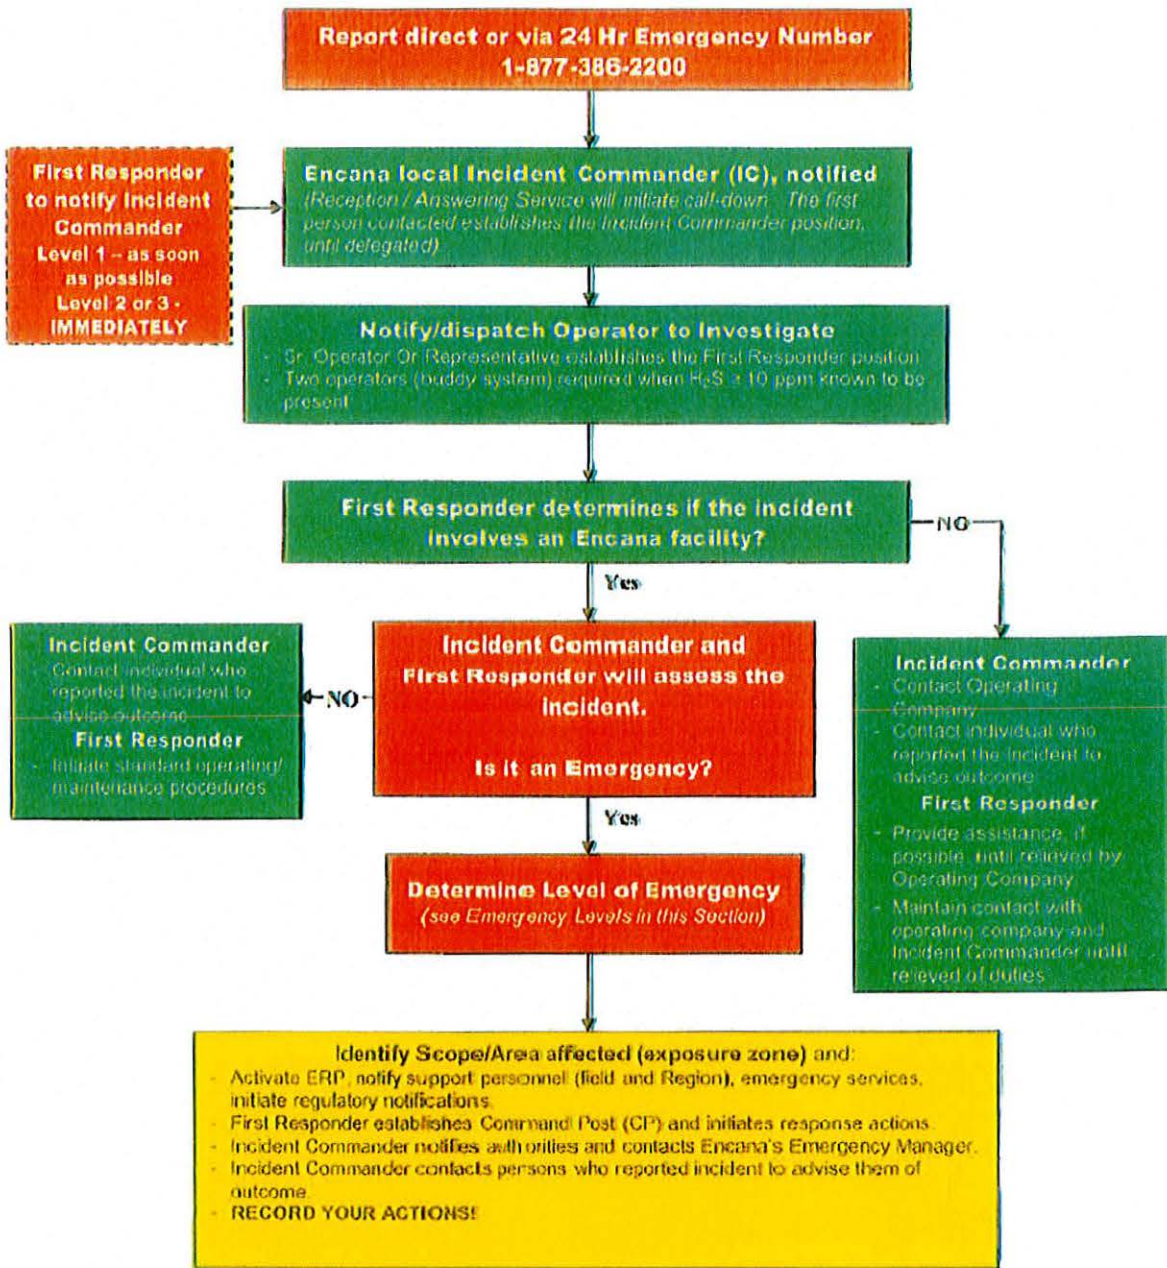 Report direct or via 24 Hr Emergency Number
1-877-386-2200
First Responder
to notify Incident
Commander
Level 1 – as soon
as possible
Level 2 or 3 -
IMMEDIATELY
Encana local Incident Commander (IC), notified
(Reception / Answering Service will initiate call-down. The first
person contacted establishes the Incident Commander position,
until delegated)
Notify/dispatch Operator to Investigate
- Sr. Operator Or Representative establishes the First Responder position
- Two operators (buddy system) required when H₂S ≥ 10 ppm known to be
present
First Responder determines if the incident
involves an Encana facility?
NO
Yes
Incident Commander
- Contact individual who
reported the incident to
advise outcome
First Responder
- Initiate standard operating/
maintenance procedures
NO
Incident Commander and
First Responder will assess the
incident.
Is it an Emergency?
Incident Commander
- Contact Operating
Company
- Contact individual who
reported the incident to
advise outcome
First Responder
- Provide assistance, if
possible, until relieved by
Operating Company
- Maintain contact with
operating company and
Incident Commander until
relieved of duties
Yes
Determine Level of Emergency
(see Emergency Levels in this Section)
Identify Scope/Area affected (exposure zone) and:
- Activate ERP, notify support personnel (field and Region), emergency services,
initiate regulatory notifications.
- First Responder establishes Command Post (CP) and initiates response actions.
- Incident Commander notifies authorities and contacts Encana's Emergency Manager.
- Incident Commander contacts persons who reported incident to advise them of
outcome.
- RECORD YOUR ACTIONS!